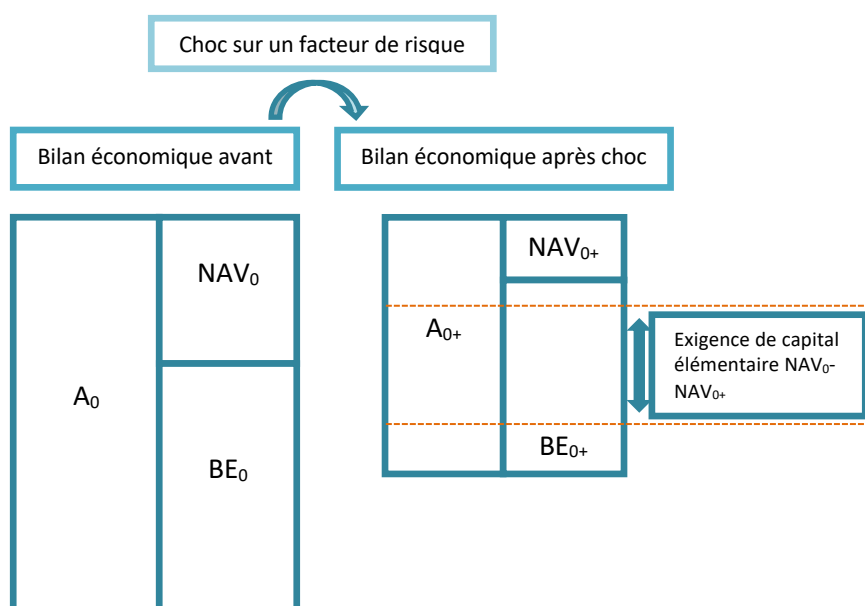 Choc sur un facteur de risque
Bilan économique avant
Bilan économique après choc
NAV₀
A₀
BE₀
NAV₀₊
A₀₊
BE₀₊
Exigence de capital
élémentaire NAV₀-
NAV₀₊